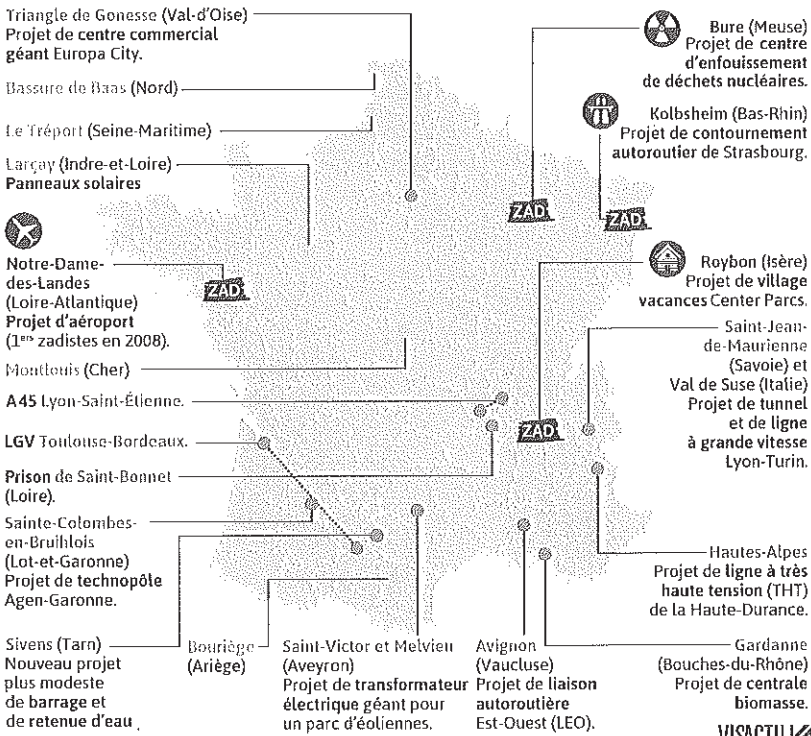 Triangle de Gonesse (Val-d'Oise)
Projet de centre commercial
géant Europa City.
Bassure de Baas (Nord)
Le Tréport (Seine-Maritime)
Larçay (Indre-et-Loire)
Panneaux solaires
Notre-Dame-
des-Landes
(Loire-Atlantique)
Projet d'aéroport
(1ers zadistes en 2008).
Montlouis (Cher)
A45 Lyon-Saint-Étienne.
LGV Toulouse-Bordeaux.
Prison de Saint-Bonnet
(Loire).
Sainte-Colombes-
en-Bruihlois
(Lot-et-Garonne)
Projet de technopôle
Agen-Garonne.
Sivens (Tarn)
Nouveau projet
plus modeste
de barrage et
de retenue d'eau.
Bouriège
(Ariège)
Saint-Victor et Melvieu
(Aveyron)
Projet de transformateur
électrique géant pour
un parc d'éoliennes.
Avignon
(Vaucluse)
Projet de liaison
autoroutière
Est-Ouest (LEO).
Bure (Meuse)
Projet de centre
d'enfouissement
de déchets nucléaires.
Kolbsheim (Bas-Rhin)
Projet de contournement
autoroutier de Strasbourg.
Roybon (Isère)
Projet de village
vacances Center Parcs.
Saint-Jean-
de-Maurienne
(Savoie) et
Val de Suse (Italie)
Projet de tunnel
et de ligne
à grande vitesse
Lyon-Turin.
Hautes-Alpes
Projet de ligne à très
haute tension (THT)
de la Haute-Durance.
Gardanne
(Bouches-du-Rhône)
Projet de centrale
biomasse.
ZAD
ZAD
ZAD
ZAD